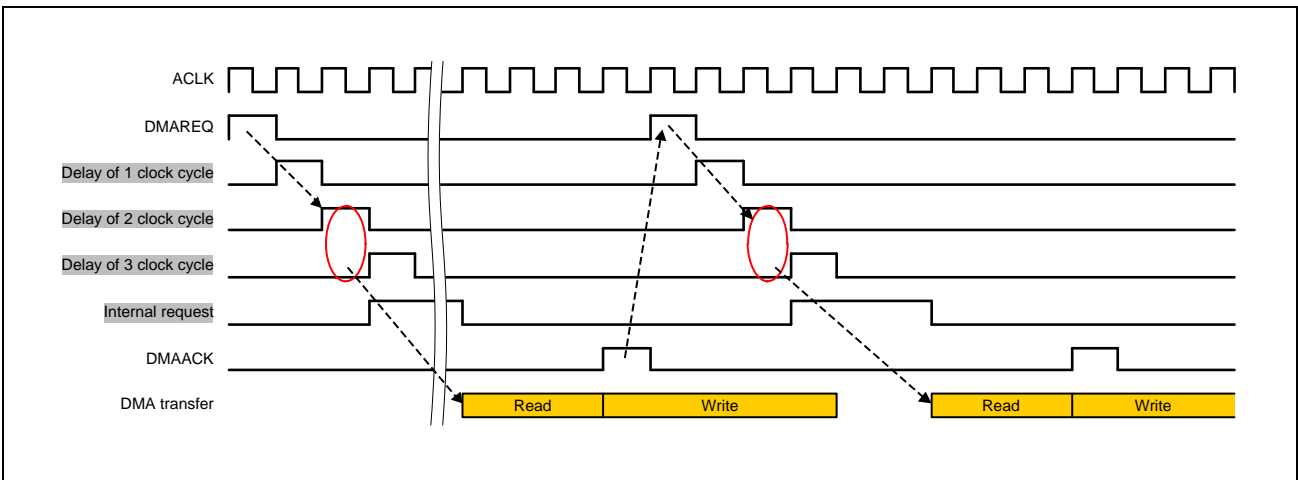 ACLK
DMAREQ
Delay of 1 clock cycle
Delay of 2 clock cycle
Delay of 3 clock cycle
Internal request
DMAACK
DMA transfer
Read
Write
Read
Write